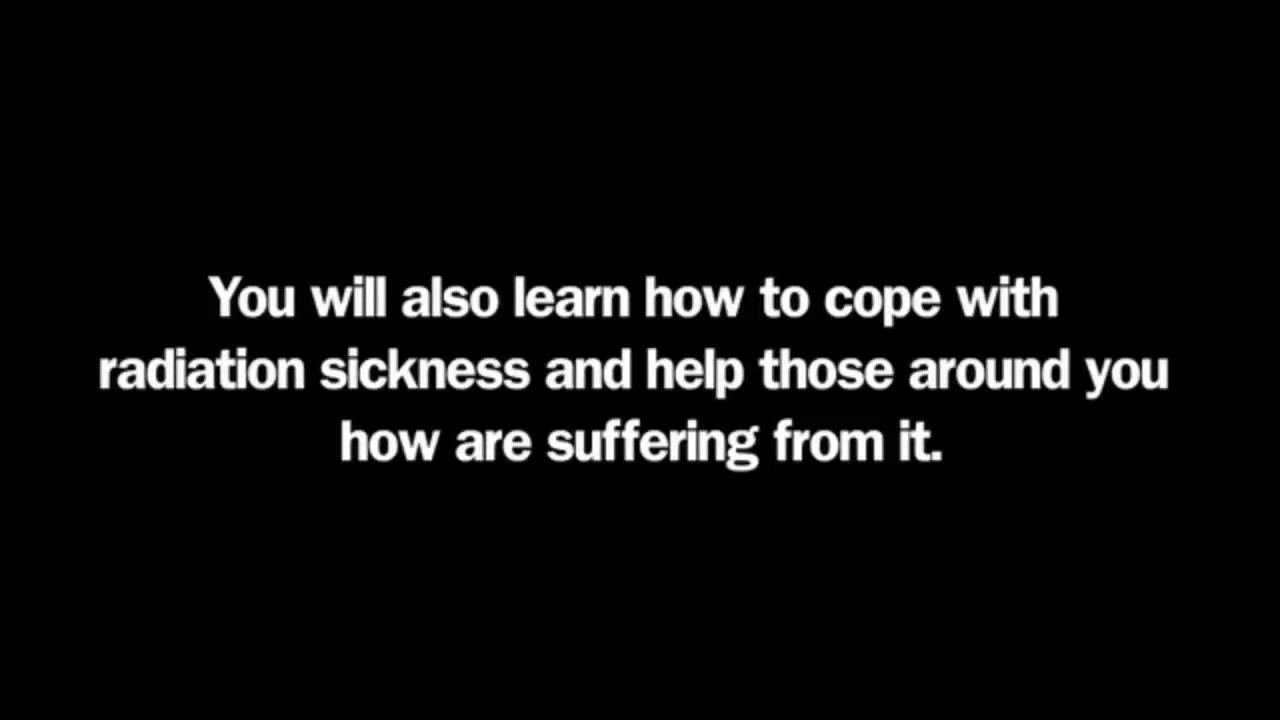 You will also learn how to cope with
radiation sickness and help those around you
how are suffering from it.